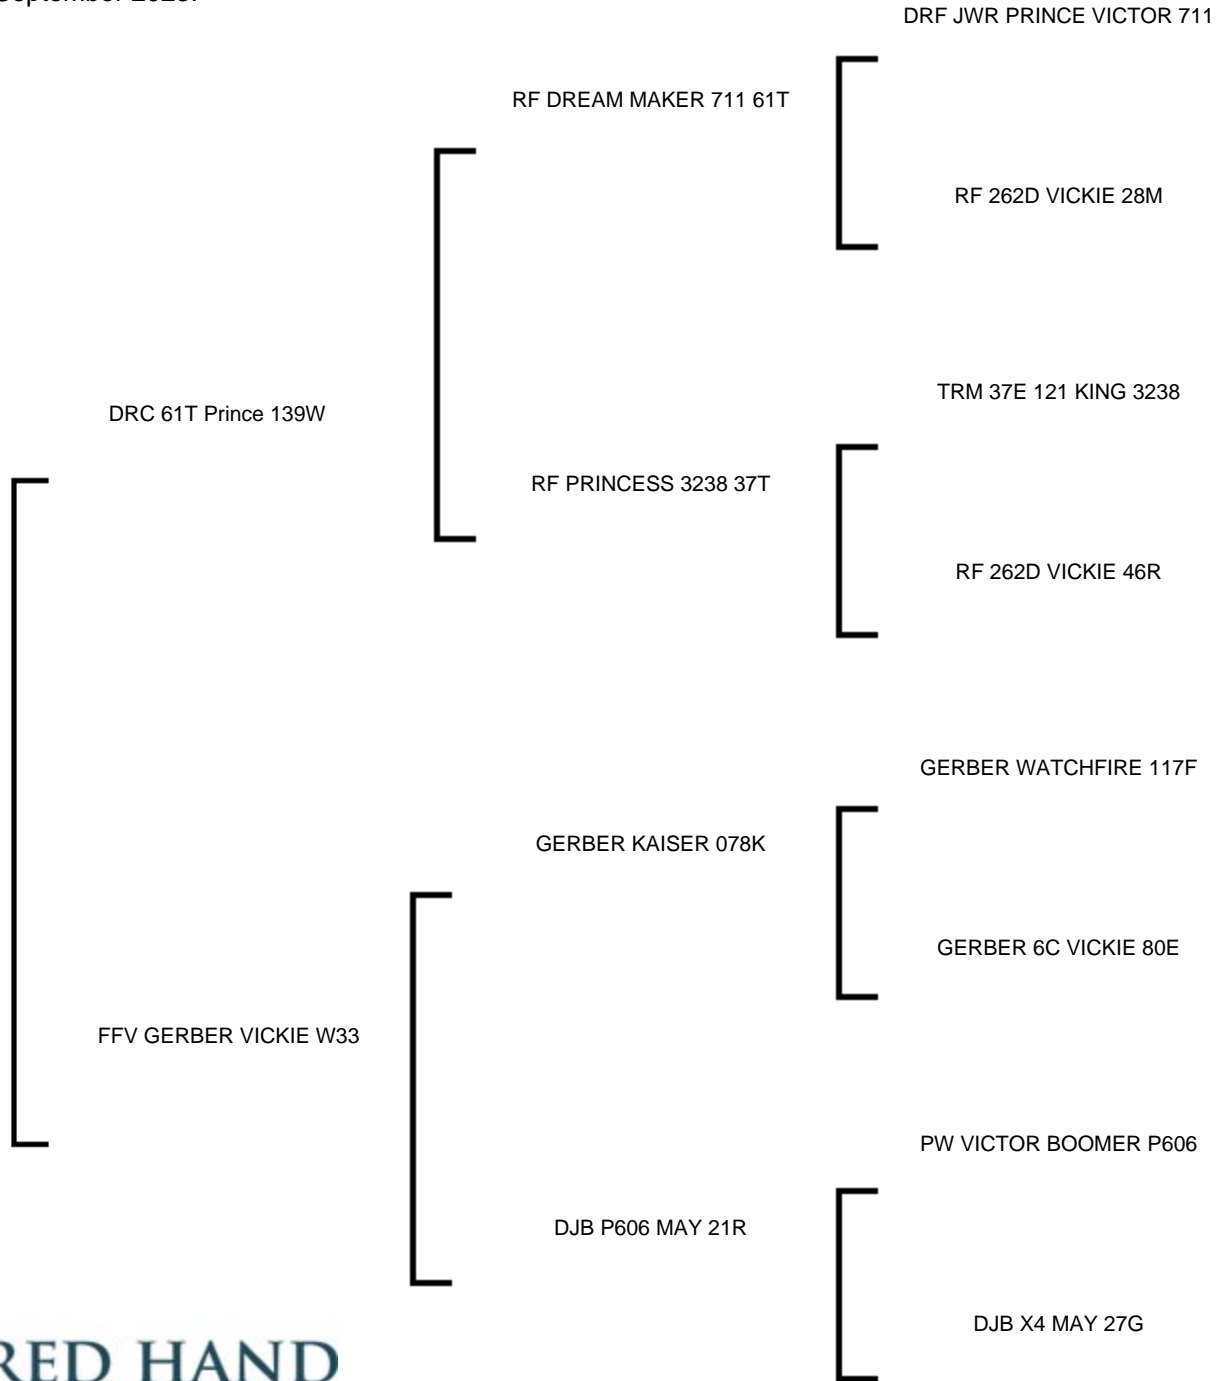 DRF JWR PRINCE VICTOR 711
RF DREAM MAKER 711 61T
RF 262D VICKIE 28M
TRM 37E 121 KING 3238
DRC 61T Prince 139W
RF PRINCESS 3238 37T
RF 262D VICKIE 46R
GERBER WATCHFIRE 117F
GERBER KAISER 078K
GERBER 6C VICKIE 80E
FFV GERBER VICKIE W33
PW VICTOR BOOMER P606
DJB P606 MAY 21R
DJB X4 MAY 27G
RED HAND